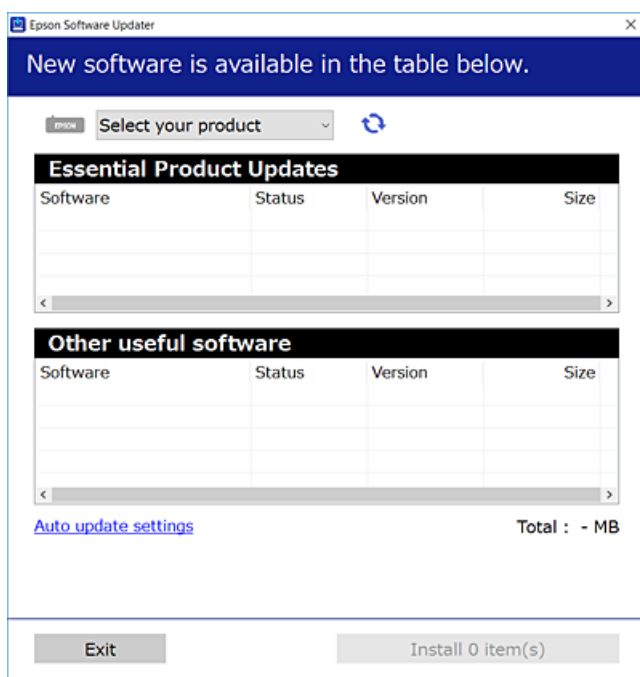 Epson Software Updater
New software is available in the table below.
EPSON Select your product
Essential Product Updates
Software Status Version Size
Other useful software
Software Status Version Size
Auto update settings Total : - MB
Exit Install 0 item(s)